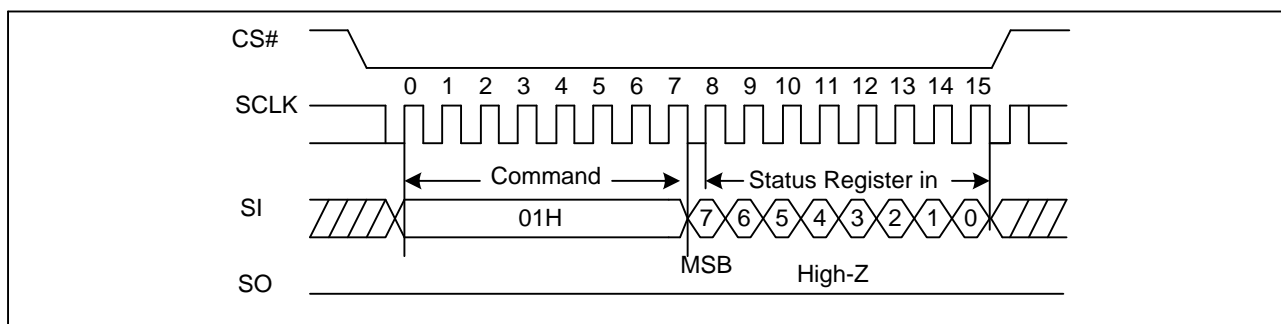 CS#
0 1 2 3 4 5 6 7 8 9 10 11 12 13 14 15
SCLK
Command Status Register in
SI 01H 7 6 5 4 3 2 1 0
MSB
SO High-Z